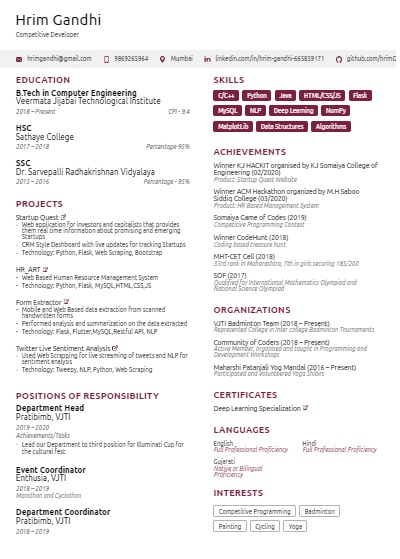 Hrim Gandhi
Competitive Developer
hrimgandhi@gmail.com 9869265964 Mumbai linkedin.com/in/hrim-gandhi-665859171 github.com/hrimG
EDUCATION
B.Tech in Computer Engineering
Veermata Jijabai Technological Institute
2018 – Present CPI - 9.4
HSC
Sathaye College
2017 – 2018 Percentage-95%
SSC
Dr. Sarvepalli Radhakrishnan Vidyalaya
2015 – 2016 Percentage - 95%
PROJECTS
Startup Quest
- Web application for investors and capitalists that provides
them real time information about promising and emerging
Startups
- CRM Style Dashboard with live updates for tracking Startups
- Technology: Python, Flask, Web Scraping, Bootstrap
HR_ART
- Web Based Human Resource Management System
- Technology: Python, Flask, MySQL,HTML,CSS,JS
Form Extractor
- Mobile and Web Based data extraction from scanned
handwritten forms
- Performed analysis and summarization on the data extracted
- Technology: Flask, Flutter,MySQL,Restful API, NLP
Twitter Live Sentiment Analysis
- Used Web Scraping for live streaming of tweets and NLP for
sentiment analysis
- Technology: Tweepy, NLP, Python, Web Scraping
POSITIONS OF RESPONSIBILITY
Department Head
Pratibimb, VJTI
2019 – 2020
Achievements/Tasks
- Lead our Department to third position for Illuminati Cup for
the cultural fest
Event Coordinator
Enthusia, VJTI
2018 – 2019
Marathon and Cyclothon
Department Coordinator
Pratibimb, VJTI
2018 – 2019
SKILLS
C/C++ Python Java HTML/CSS/JS Flask
MySQL NLP Deep Learning NumPy
MatplotLib Data Structures Algorithms
ACHIEVEMENTS
Winner KJ HACKIT organised by KJ Somaiya College of
Engineering (02/2020)
Product: Startup Quest Website
Winner ACM Hackathon organized by M.H Saboo
Siddiq College (03/2020)
Product: HR Based Management System
Somaiya Game of Codes (2019)
Competitive Programming Contest
Winner CodeHunt (2018)
Coding based treasure hunt
MHT-CET Cell (2018)
33rd rank in Maharashtra, 7th in girls securing 185/200
SOF (2017)
Qualified for International Mathematics Olympiad and
National Science Olympiad
ORGANIZATIONS
VJTI Badminton Team (2018 – Present)
Represented College in inter college Badminton Tournaments
Community of Coders (2018 – Present)
Active Member, organised and taught in Programming and
Development Workshops
Maharshi Patanjali Yog Mandal (2016 – Present)
Participated and Volunteered Yoga Shibirs
CERTIFICATES
Deep Learning Specialization
LANGUAGES
English Hindi
Full Professional Proficiency Full Professional Proficiency
Gujarati
Native or Bilingual
Proficiency
INTERESTS
Competitive Programming Badminton
Painting Cycling Yoga